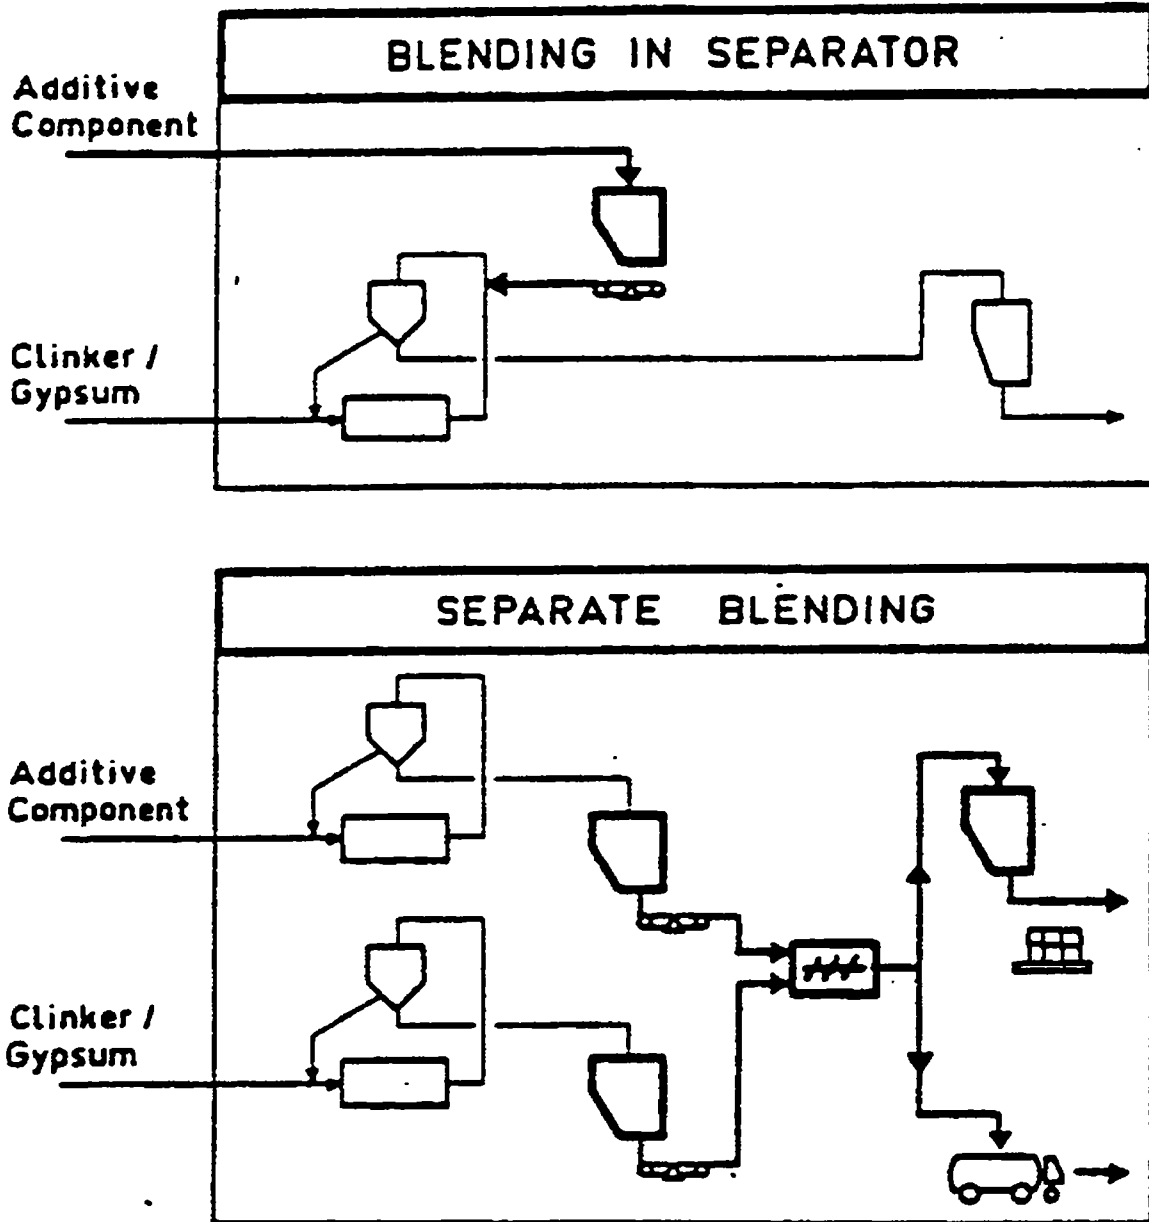 BLENDING IN SEPARATOR
Additive
Component
Clinker /
Gypsum
SEPARATE BLENDING
Additive
Component
Clinker /
Gypsum